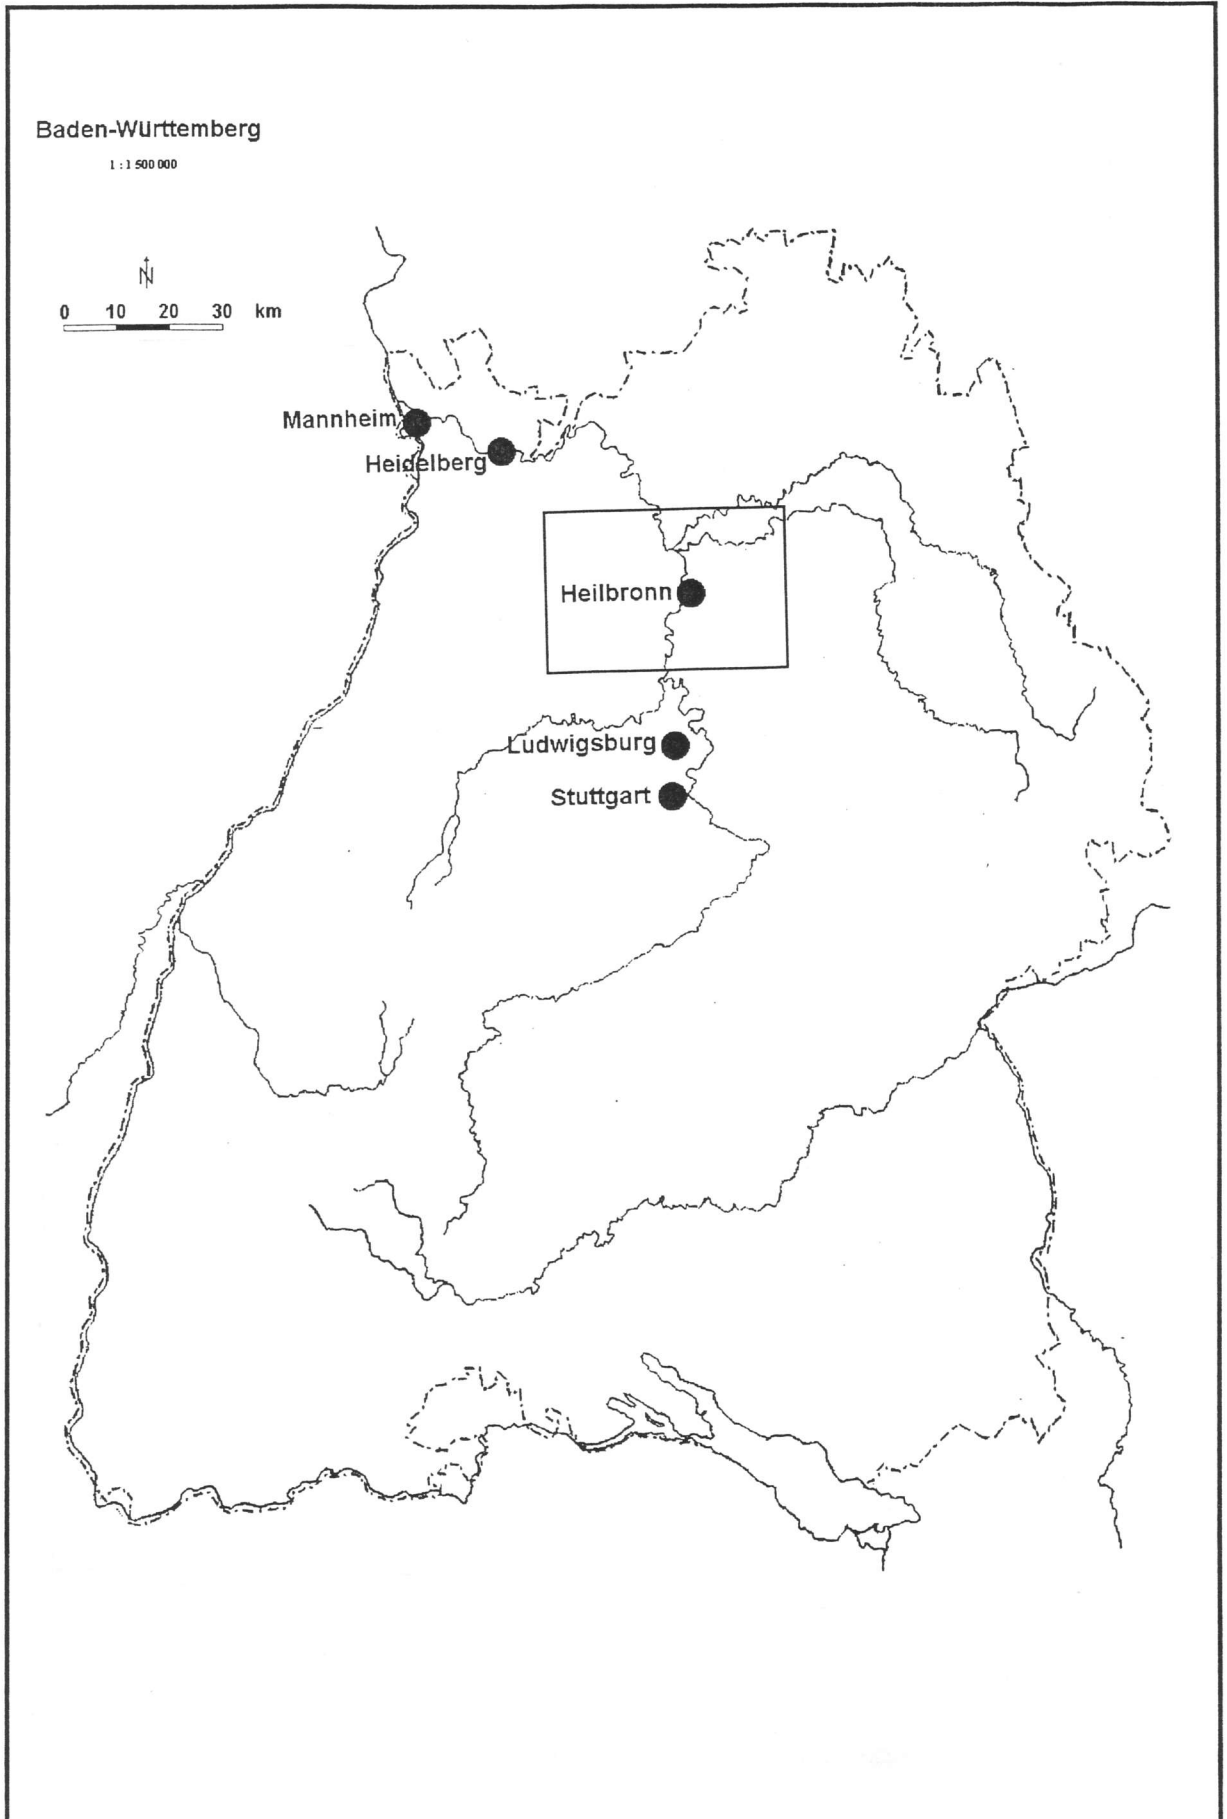 Baden-Württemberg
1 : 1 500 000
N
0 10 20 30 km
Mannheim
Heidelberg
Heilbronn
Ludwigsburg
Stuttgart